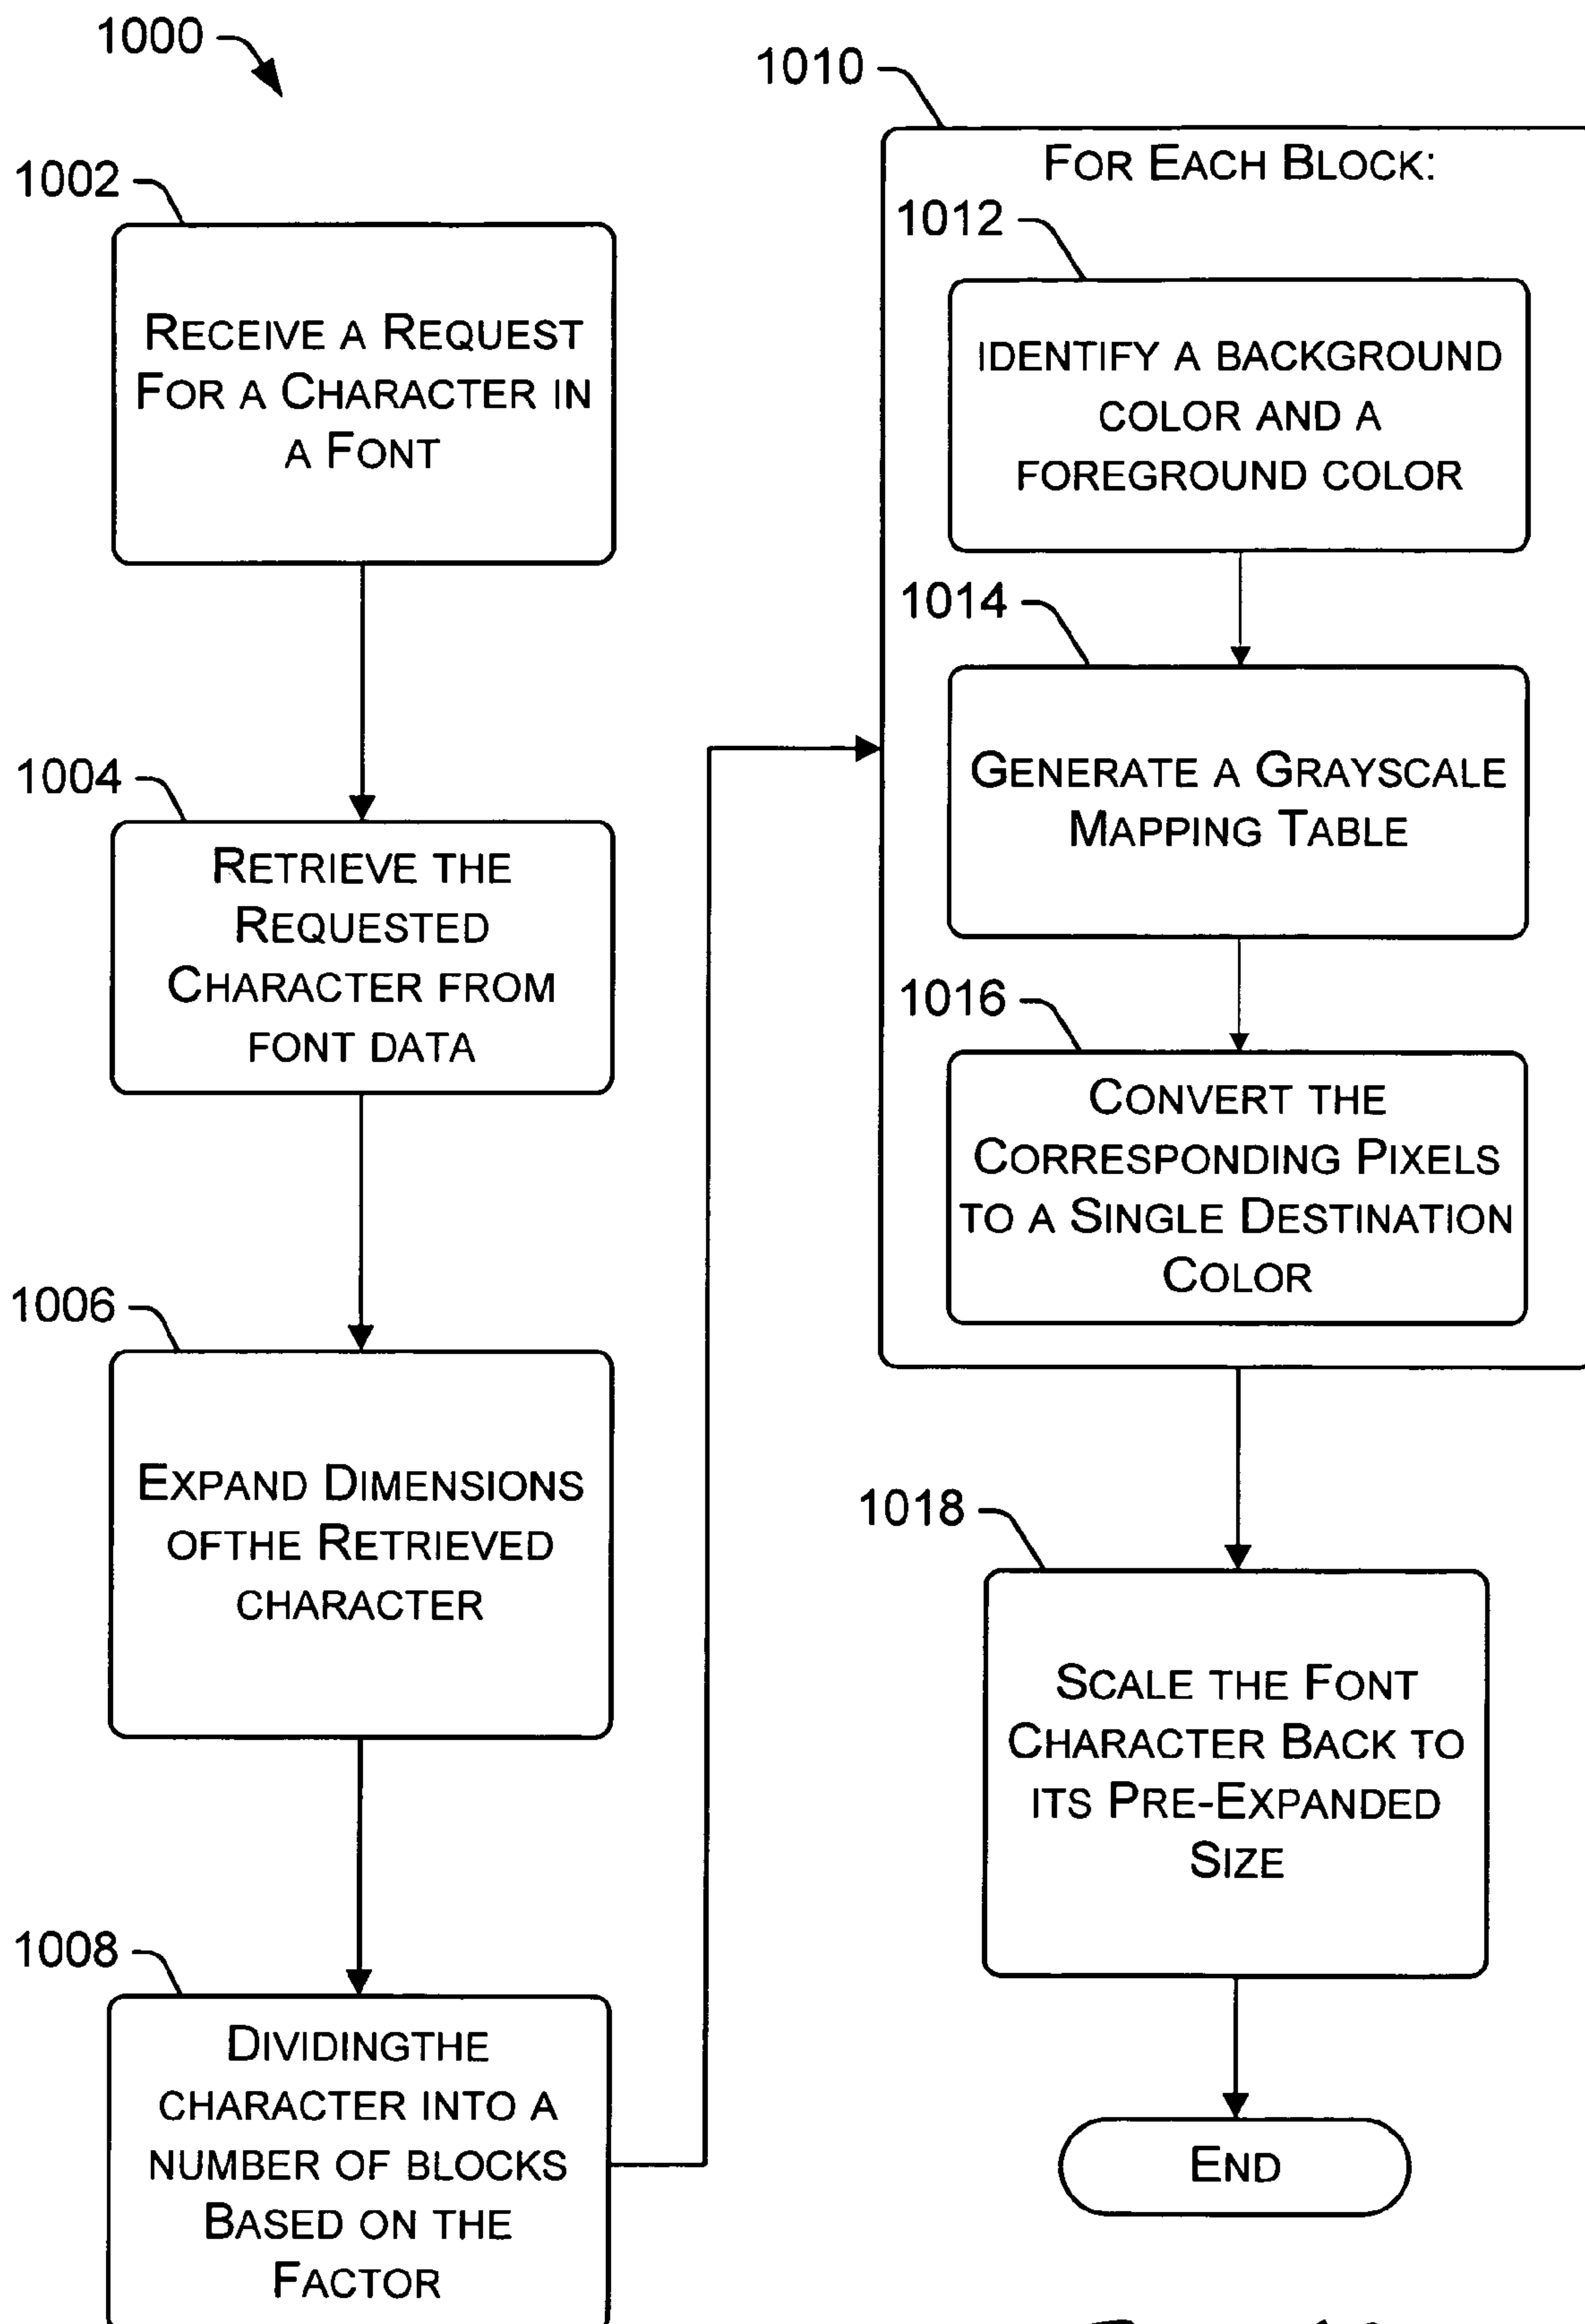 1000
1002
RECEIVE A REQUEST
FOR A CHARACTER IN
A FONT
1004
RETRIEVE THE
REQUESTED
CHARACTER FROM
FONT DATA
1006
EXPAND DIMENSIONS
OFTHE RETRIEVED
CHARACTER
1008
DIVIDINGTHE
CHARACTER INTO A
NUMBER OF BLOCKS
BASED ON THE
FACTOR
1010
FOR EACH BLOCK:
1012
IDENTIFY A BACKGROUND
COLOR AND A
FOREGROUND COLOR
1014
GENERATE A GRAYSCALE
MAPPING TABLE
1016
CONVERT THE
CORRESPONDING PIXELS
TO A SINGLE DESTINATION
COLOR
1018
SCALE THE FONT
CHARACTER BACK TO
ITS PRE-EXPANDED
SIZE
END